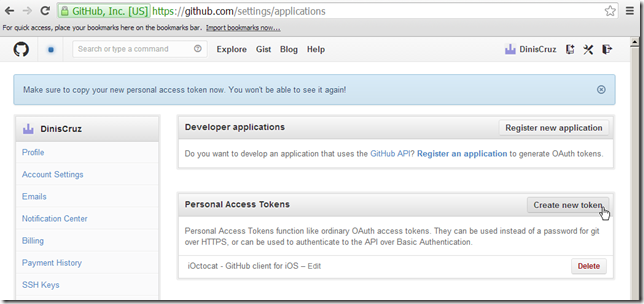 GitHub, Inc. [US] https://github.com/settings/applications
For quick access, place your bookmarks here on the bookmarks bar. Import bookmarks now...
Search or type a command Explore Gist Blog Help DinisCruz
Make sure to copy your new personal access token now. You won't be able to see it again!
DinisCruz
Profile
Account Settings
Emails
Notification Center
Billing
Payment History
SSH Keys
Developer applications Register new application
Do you want to develop an application that uses the GitHub API? Register an application to generate OAuth tokens.
Personal Access Tokens Create new token
Personal Access Tokens function like ordinary OAuth access tokens. They can be used instead of a password for git
over HTTPS, or can be used to authenticate to the API over Basic Authentication.
iOctocat - GitHub client for iOS – Edit Delete